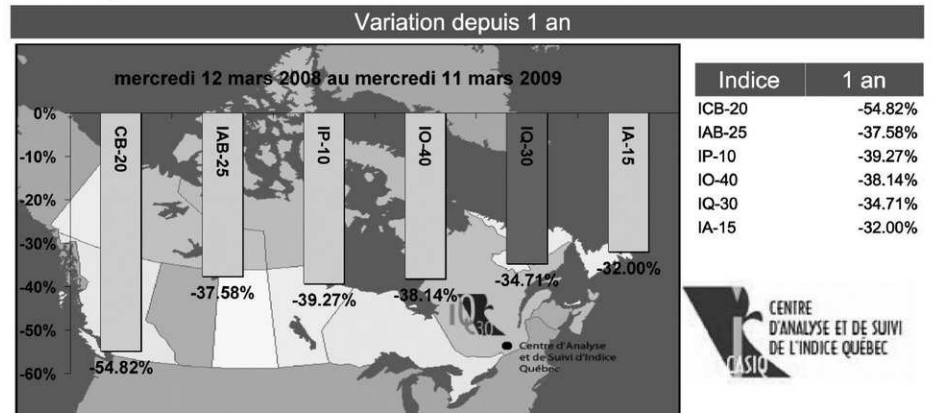 Variation depuis 1 an
mercredi 12 mars 2008 au mercredi 11 mars 2009
0%
-10%
-20%
-30%
-40%
-50%
-60%
CB-20
IAB-25
IP-10
IO-40
IQ-30
IA-15
-54.82%
-37.58%
-39.27%
-38.14%
-34.71%
-32.00%
iQ30
Centre d'Analyse
et de Suivi d'Indice
Québec
Indice 1 an
ICB-20 -54.82%
IAB-25 -37.58%
IP-10 -39.27%
IO-40 -38.14%
IQ-30 -34.71%
IA-15 -32.00%
CASIQ
CENTRE
D'ANALYSE ET DE SUIVI
DE L'INDICE QUÉBEC